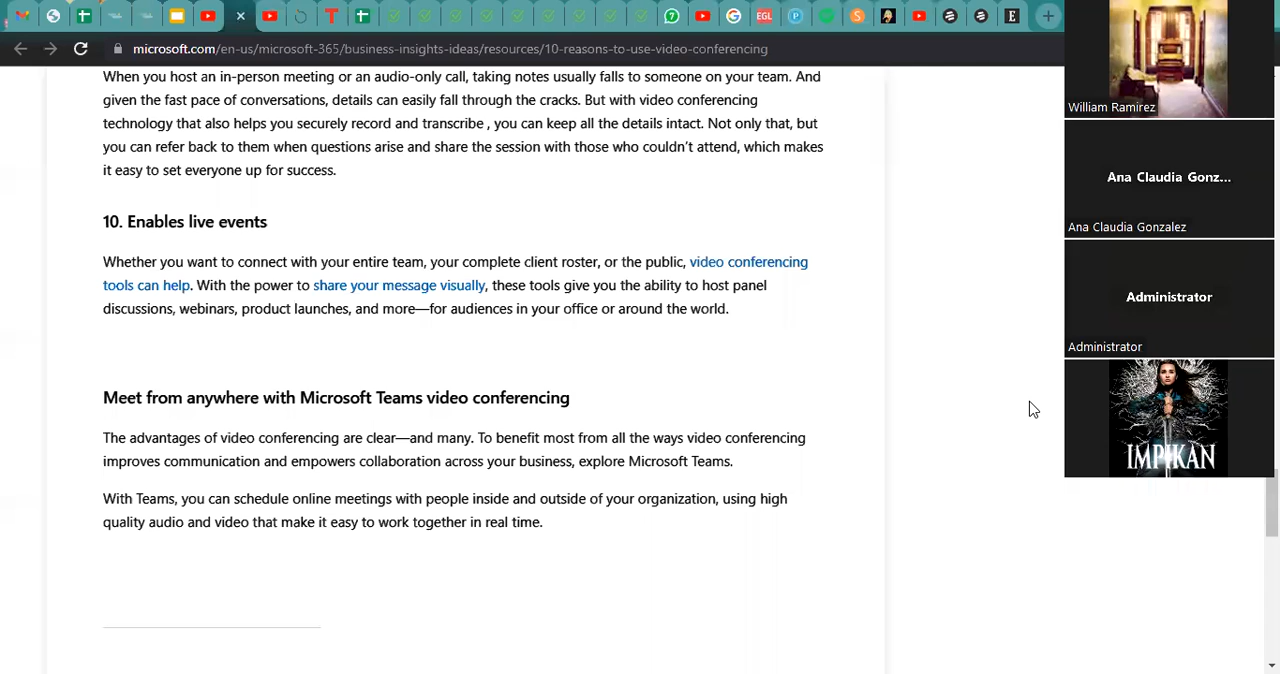 microsoft.com/en-us/microsoft-365/business-insights-ideas/resources/10-reasons-to-use-video-conferencing
When you host an in-person meeting or an audio-only call, taking notes usually falls to someone on your team. And
given the fast pace of conversations, details can easily fall through the cracks. But with video conferencing
technology that also helps you securely record and transcribe , you can keep all the details intact. Not only that, but
you can refer back to them when questions arise and share the session with those who couldn't attend, which makes
it easy to set everyone up for success.
10. Enables live events
Whether you want to connect with your entire team, your complete client roster, or the public, video conferencing
tools can help. With the power to share your message visually, these tools give you the ability to host panel
discussions, webinars, product launches, and more—for audiences in your office or around the world.
Meet from anywhere with Microsoft Teams video conferencing
The advantages of video conferencing are clear—and many. To benefit most from all the ways video conferencing
improves communication and empowers collaboration across your business, explore Microsoft Teams.
With Teams, you can schedule online meetings with people inside and outside of your organization, using high
quality audio and video that make it easy to work together in real time.
William Ramirez
Ana Claudia Gonz...
Ana Claudia Gonzalez
Administrator
Administrator
IMPIKAN